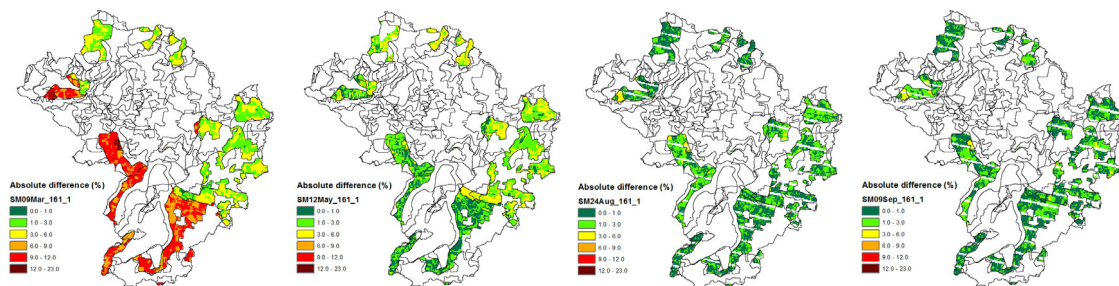 Absolute difference (%)
SM09Mar_161_1
0.0 - 1.0
1.0 - 3.0
3.0 - 6.0
6.0 - 9.0
9.0 - 12.0
12.0 - 23.0
Absolute difference (%)
SM12May_161_1
0.0 - 1.0
1.0 - 3.0
3.0 - 6.0
6.0 - 9.0
9.0 - 12.0
12.0 - 23.0
Absolute difference (%)
SM24Aug_161_1
0.0 - 1.0
1.0 - 3.0
3.0 - 6.0
6.0 - 9.0
9.0 - 12.0
12.0 - 23.0
Absolute difference (%)
SM09Sep_161_1
0.0 - 1.0
1.0 - 3.0
3.0 - 6.0
6.0 - 9.0
9.0 - 12.0
12.0 - 23.0